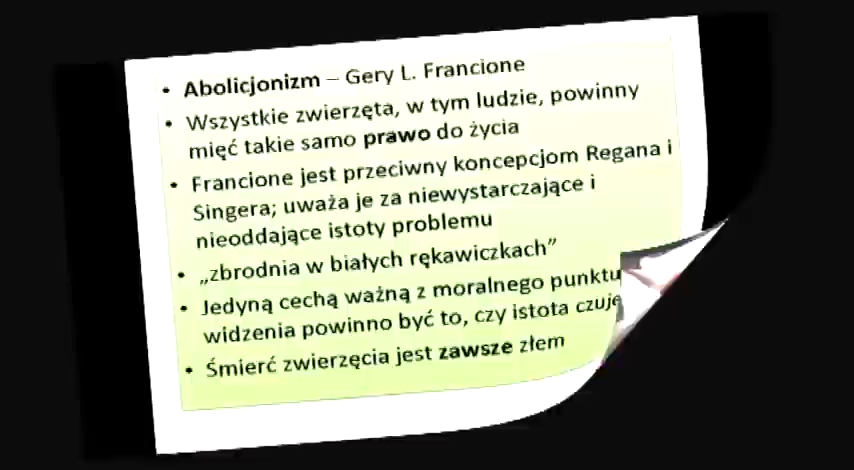 • Abolicjonizm – Gery L. Francione
• Wszystkie zwierzęta, w tym ludzie, powinny
mięć takie samo prawo do życia
• Francione jest przeciwny koncepcjom Regana i
Singera; uważa je za niewystarczające i
nieoddające istoty problemu
• „zbrodnia w białych rękawiczkach”
• Jedyną cechą ważną z moralnego punktu
widzenia powinno być to, czy istota czuje
• Śmierć zwierzęcia jest zawsze złem